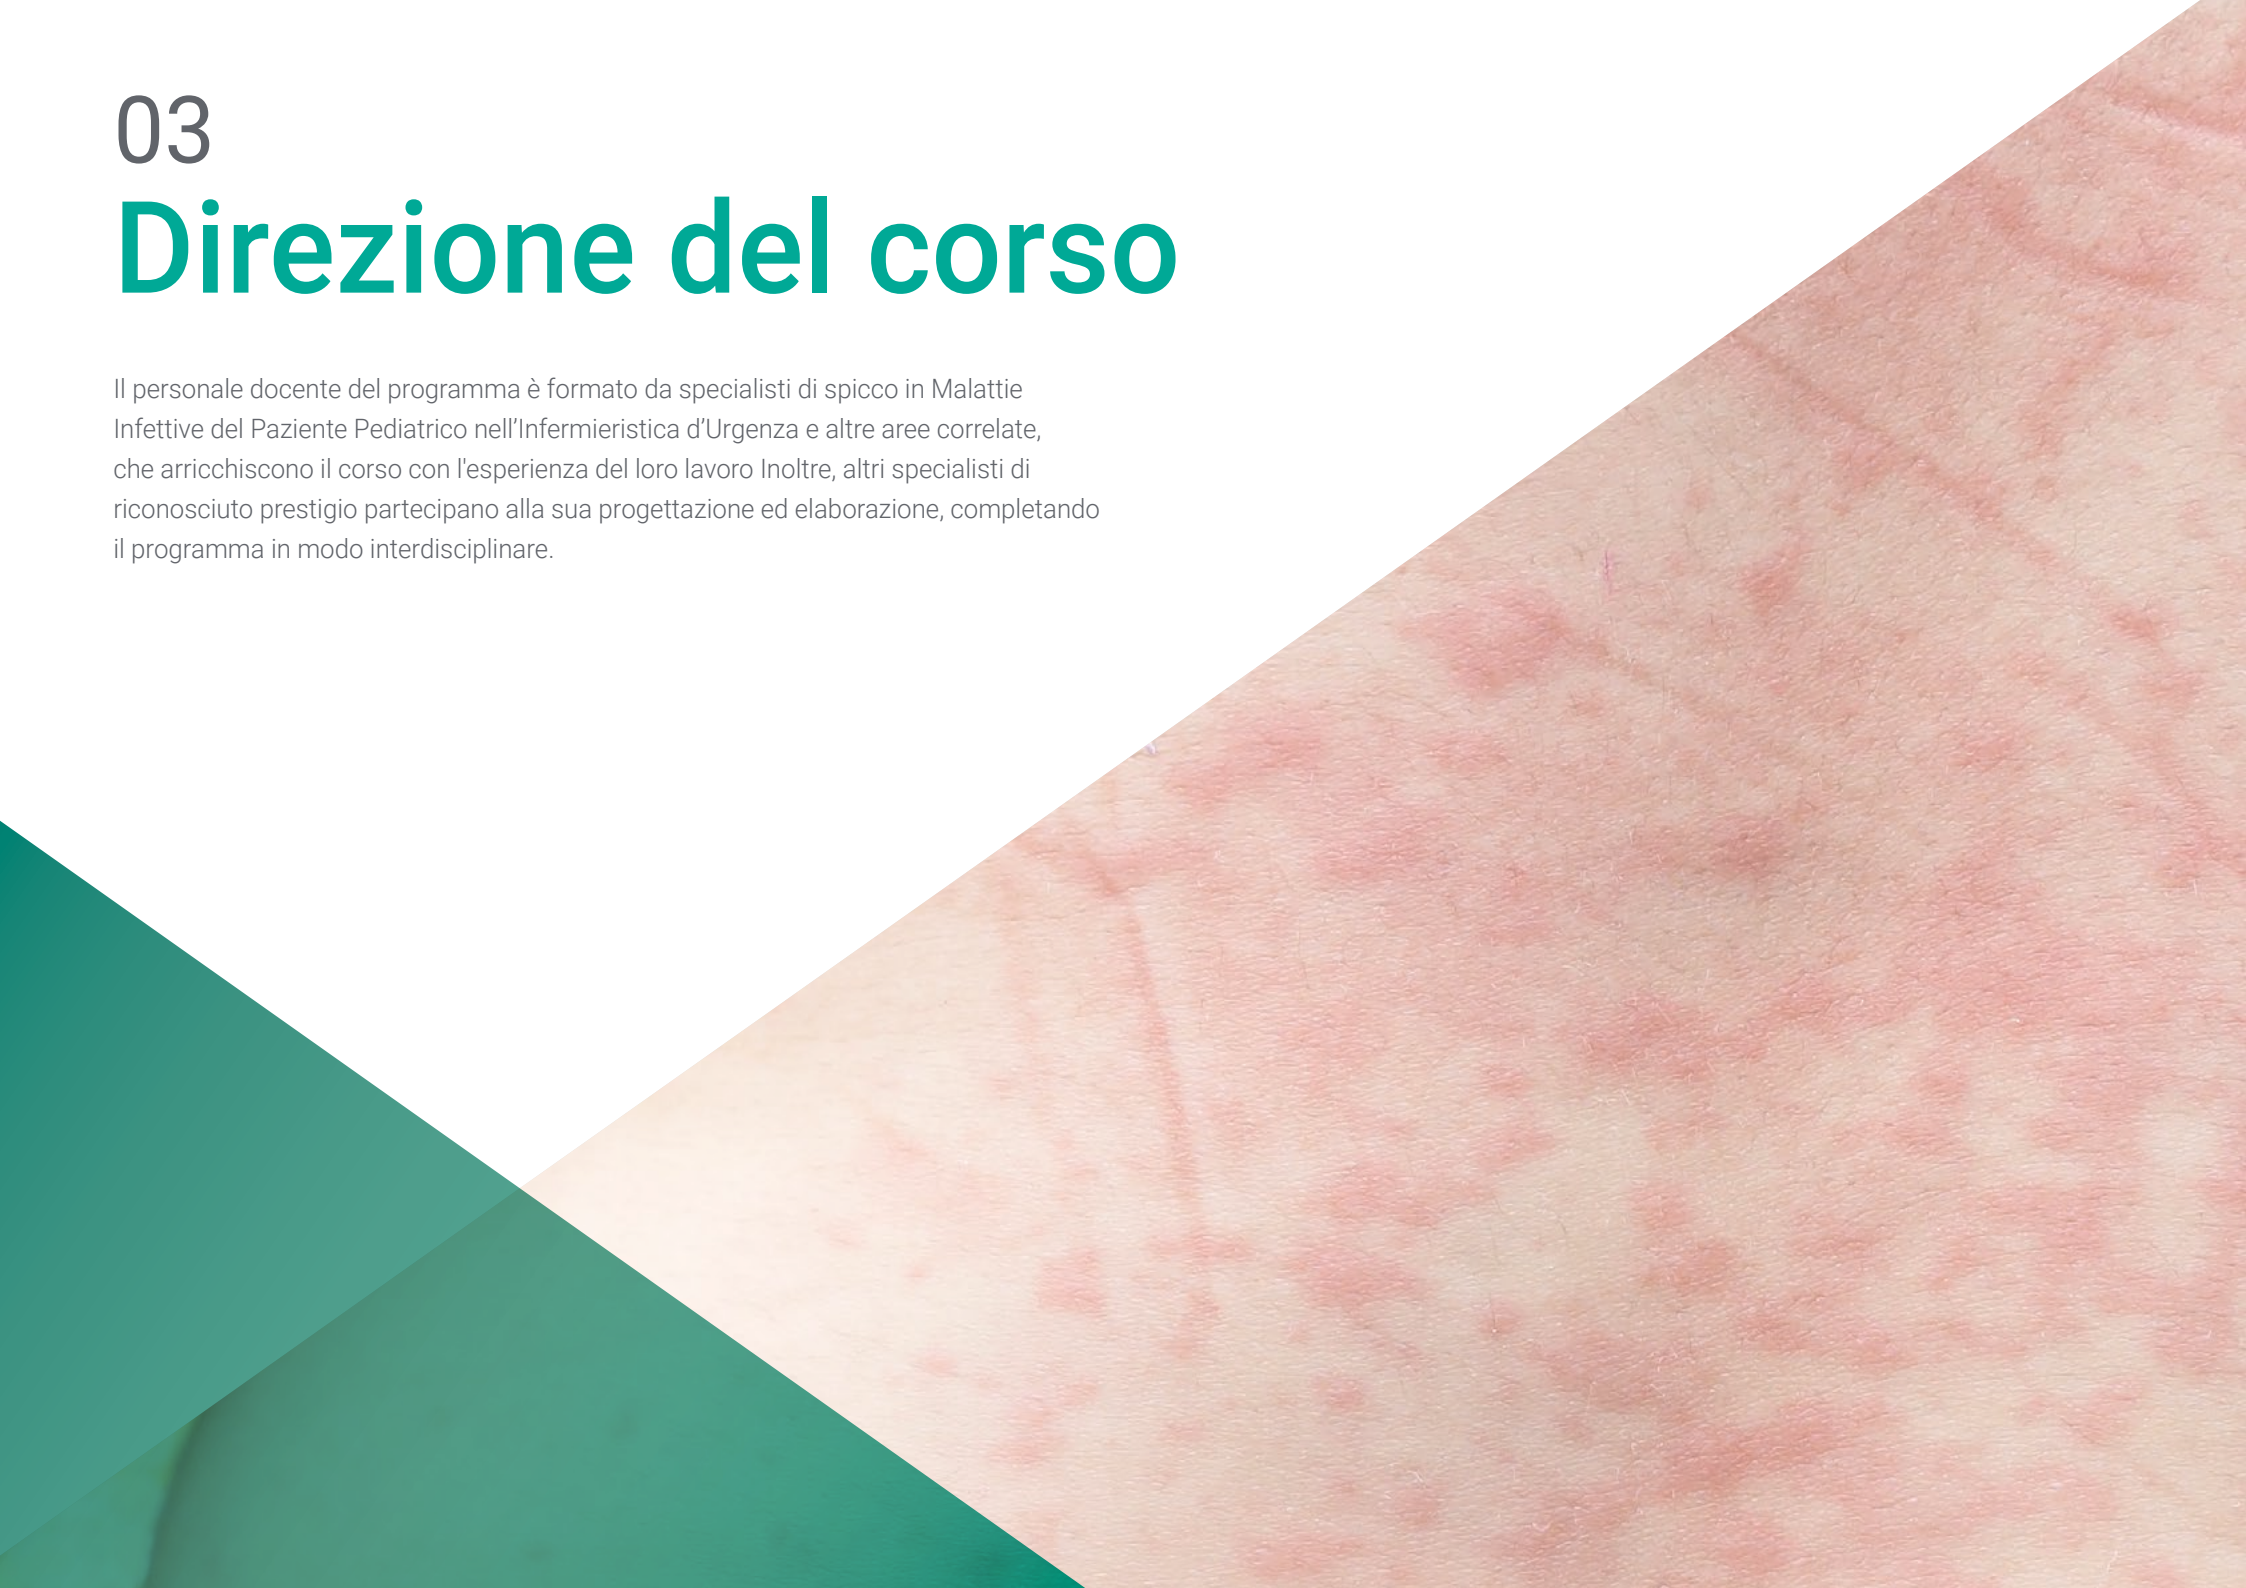 03
Direzione del corso
Il personale docente del programma è formato da specialisti di spicco in Malattie
Infettive del Paziente Pediatrico nell’Infermieristica d’Urgenza e altre aree correlate,
che arricchiscono il corso con l'esperienza del loro lavoro Inoltre, altri specialisti di
riconosciuto prestigio partecipano alla sua progettazione ed elaborazione, completando
il programma in modo interdisciplinare.